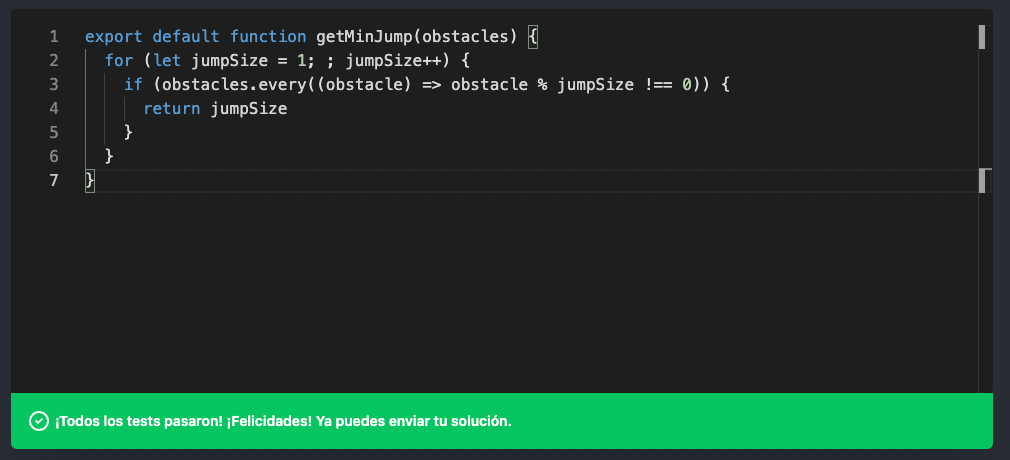 1 export default function getMinJump(obstacles) {
2 for (let jumpSize = 1; ; jumpSize++) {
3 if (obstacles.every((obstacle) => obstacle % jumpSize !== 0)) {
4 return jumpSize
5 }
6 }
7 }
¡Todos los tests pasaron! ¡Felicidades! Ya puedes enviar tu solución.